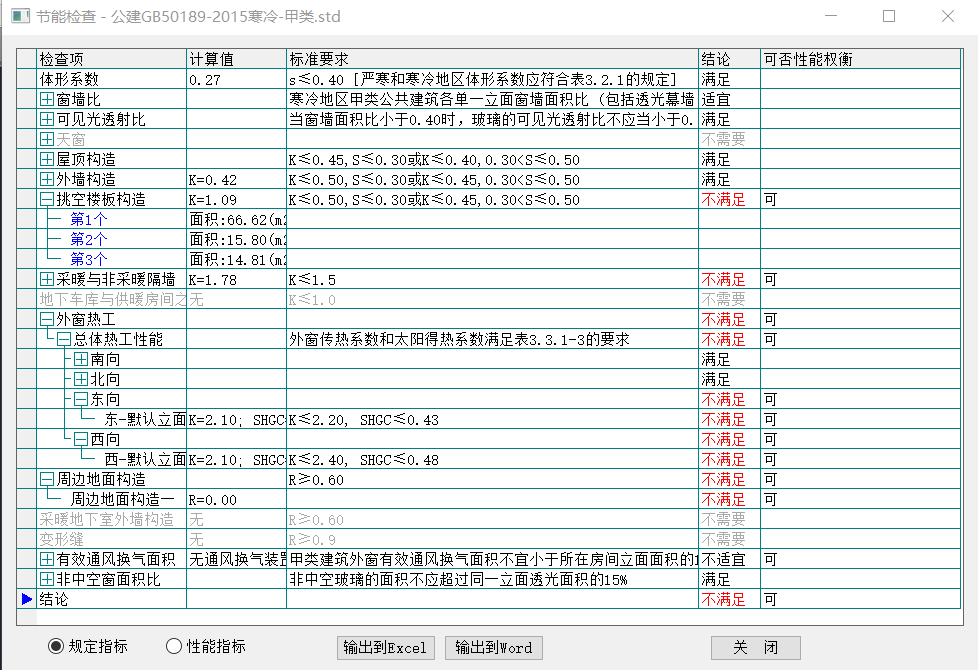 节能检查 - 公建GB50189-2015寒冷-甲类.std
检查项 计算值 标准要求 结论 可否性能权衡
体形系数 0.27 s≤0.40 [严寒和寒冷地区体形系数应符合表3.2.1的规定] 满足
窗墙比 寒冷地区甲类公共建筑各单一立面窗墙面积比 (包括透光幕墙 适宜
可见光透射比 当窗墙面积比小于0.40时，玻璃的可见光透射比不应当小于0. 满足
天窗 不需要
屋顶构造 K≤0.45,S≤0.30或K≤0.40,0.30<S≤0.50 满足
外墙构造 K=0.42 K≤0.50,S≤0.30或K≤0.45,0.30<S≤0.50 满足
挑空楼板构造 K=1.09 K≤0.50,S≤0.30或K≤0.45,0.30<S≤0.50 不满足 可
第1个 面积:66.62(m2
第2个 面积:15.80(m2
第3个 面积:14.81(m2
采暖与非采暖隔墙 K=1.78 K≤1.5 不满足 可
地下车库与供暖房间之 无 K≤1.0 不需要
外窗热工 不满足 可
总体热工性能 外窗传热系数和太阳得热系数满足表3.3.1-3的要求 不满足 可
南向 满足
北向 满足
东向 不满足 可
东-默认立面 K=2.10; SHGC K≤2.20, SHGC≤0.43 不满足 可
西向 不满足 可
西-默认立面 K=2.10; SHGC K≤2.40, SHGC≤0.48 不满足 可
周边地面构造 R≥0.60 不满足 可
周边地面构造一 R=0.00 不满足 可
采暖地下室外墙构造 无 R≥0.60 不需要
变形缝 无 R≥0.9 不需要
有效通风换气面积 无通风换气装置 甲类建筑外窗有效通风换气面积不宜小于所在房间立面面积的1 不适宜 可
非中空窗面积比 非中空玻璃的面积不应超过同一立面透光面积的15% 满足
结论 不满足 可
规定指标 性能指标 输出到Excel 输出到Word 关 闭